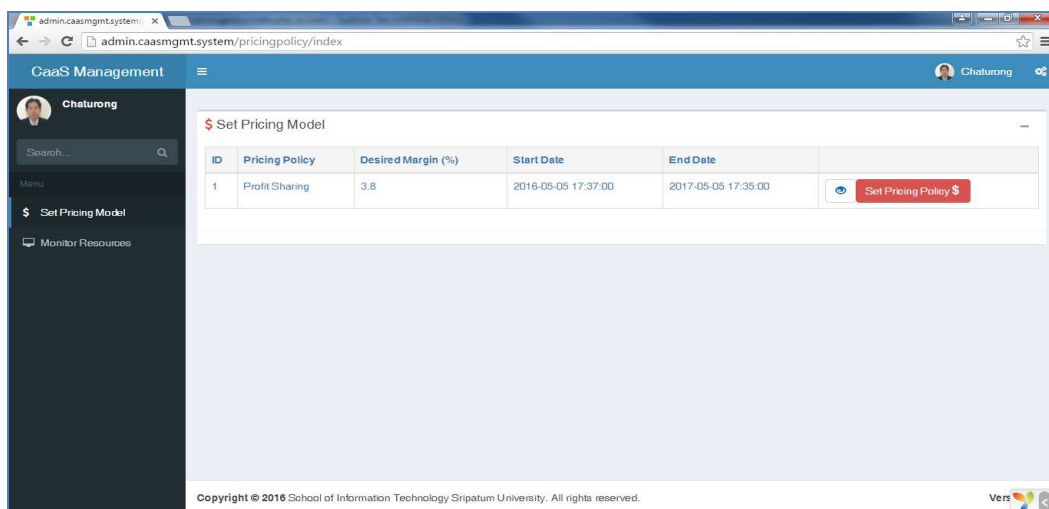 admin.caasmgmt.system/
admin.caasmgmt.system/pricingpolicy/index
CaaS Management
Chaturong
Chaturong
Search...
Menu
$ Set Pricing Model
Monitor Resources
$ Set Pricing Model
ID Pricing Policy Desired Margin (%) Start Date End Date
1 Profit Sharing 3.8 2016-05-05 17:37:00 2017-05-05 17:35:00 Set Pricing Policy $
Copyright © 2016 School of Information Technology Sripatum University. All rights reserved.
Vers